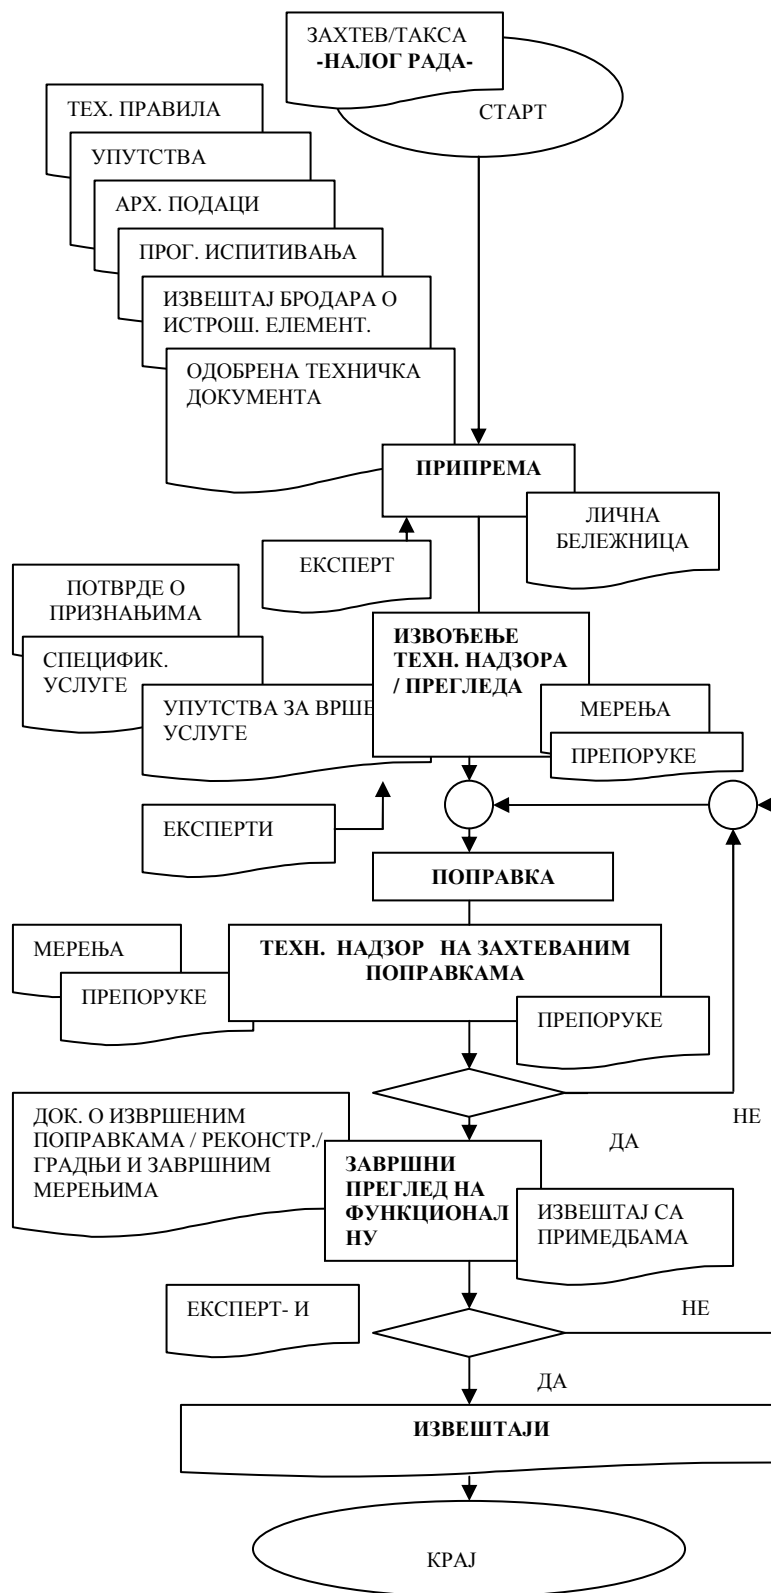 ЗАХТЕВ/ТАКСА
-НАЛОГ РАДА-
СТАРТ
ТЕХ. ПРАВИЛА
УПУТСТВА
АРХ. ПОДАЦИ
ПРОГ. ИСПИТИВАЊА
ИЗВЕШТАЈ БРОДАРА О
ИСТРОШ. ЕЛЕМЕНТ.
ОДОБРЕНА ТЕХНИЧКА
ДОКУМЕНТА
ПРИПРЕМА
ЛИЧНА
БЕЛЕЖНИЦА
ЕКСПЕРТ
ПОТВРДЕ О
ПРИЗНАЊИМА
СПЕЦИФИК.
УСЛУГЕ
УПУТСТВА ЗА ВРШЕ
УСЛУГЕ
ИЗВОЂЕЊЕ
ТЕХН. НАДЗОРА
/ ПРЕГЛЕДА
МЕРЕЊА
ПРЕПОРУКЕ
ЕКСПЕРТИ
ПОПРАВКА
ТЕХН. НАДЗОР НА ЗАХТЕВАНИМ
ПОПРАВКАМА
МЕРЕЊА
ПРЕПОРУКЕ
ПРЕПОРУКЕ
НЕ
ДА
ДОК. О ИЗВРШЕНИМ
ПОПРАВКАМА / РЕКОНСТР./
ГРАДЊИ И ЗАВРШНИМ
МЕРЕЊИМА
ЗАВРШНИ
ПРЕГЛЕД НА
ФУНКЦИОНАЛ
НУ
ИЗВЕШТАЈ СА
ПРИМЕДБАМА
ЕКСПЕРТ- И
НЕ
ДА
ИЗВЕШТАЈИ
КРАЈ